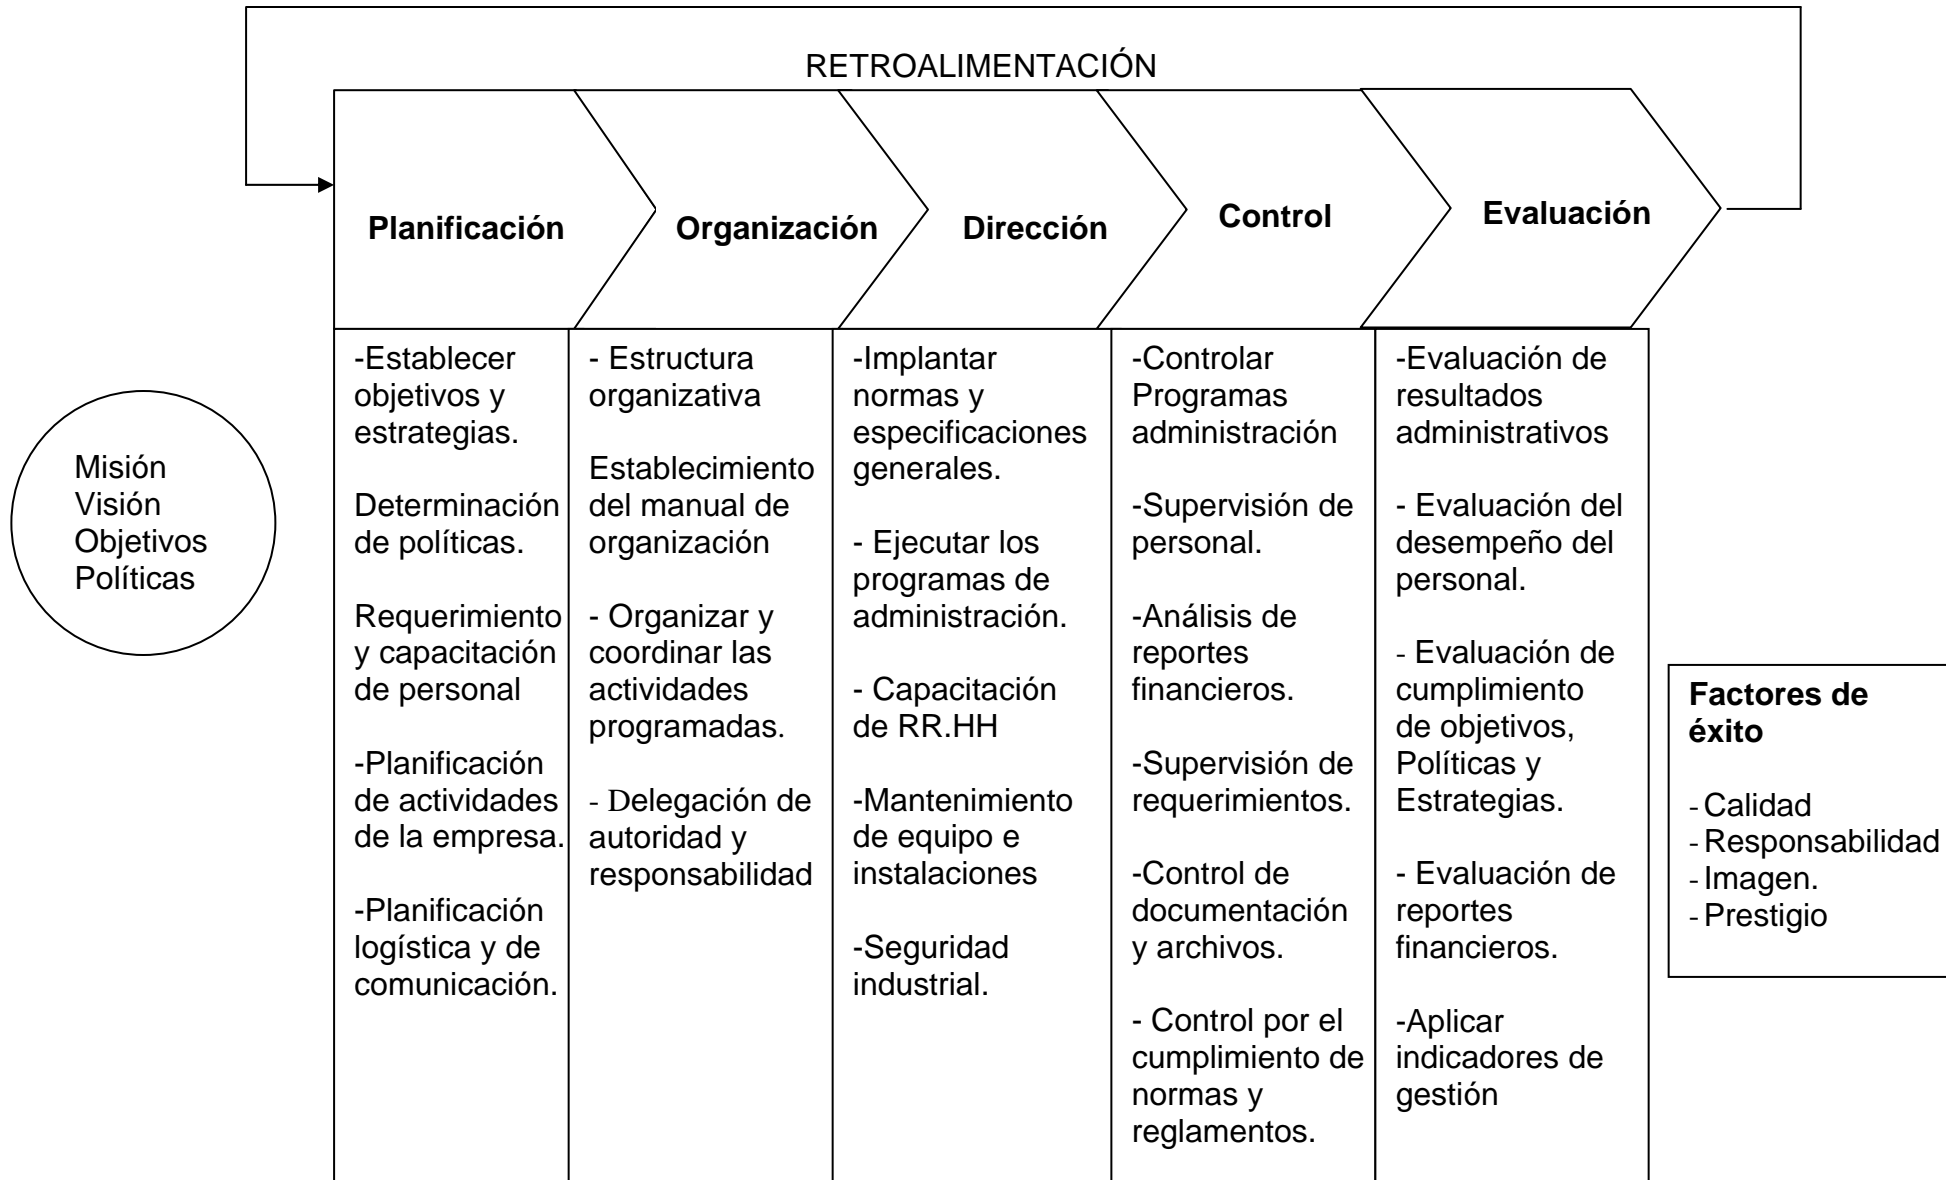 RETROALIMENTACIÓN
Planificación
Organización
Dirección
Control
Evaluación
Misión
Visión
Objetivos
Políticas
-Establecer
objetivos y
estrategias.
Determinación
de políticas.
Requerimiento
y capacitación
de personal
-Planificación
de actividades
de la empresa.
-Planificación
logística y de
comunicación.
- Estructura
organizativa
Establecimiento
del manual de
organización
- Organizar y
coordinar las
actividades
programadas.
- Delegación de
autoridad y
responsabilidad
-Implantar
normas y
especificaciones
generales.
- Ejecutar los
programas de
administración.
- Capacitación
de RR.HH
-Mantenimiento
de equipo e
instalaciones
-Seguridad
industrial.
-Controlar
Programas
administración
-Supervisión de
personal.
-Análisis de
reportes
financieros.
-Supervisión de
requerimientos.
-Control de
documentación
y archivos.
- Control por el
cumplimiento de
normas y
reglamentos.
-Evaluación de
resultados
administrativos
- Evaluación del
desempeño del
personal.
- Evaluación de
cumplimiento
de objetivos,
Políticas y
Estrategias.
- Evaluación de
reportes
financieros.
-Aplicar
indicadores de
gestión
Factores de
éxito
- Calidad
- Responsabilidad
- Imagen.
- Prestigio